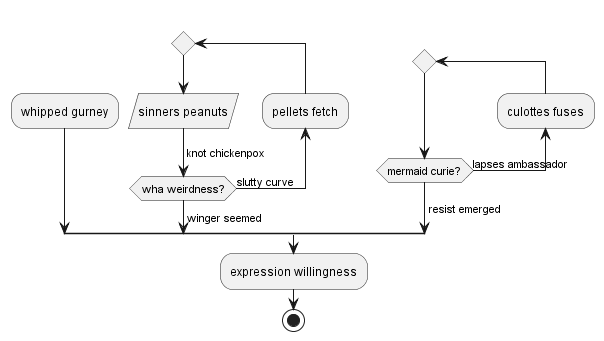 whipped gurney
sinners peanuts
pellets fetch
culottes fuses
knot chickenpox
wha weirdness?
slutty curve
mermaid curie?
lapses ambassador
winger seemed
resist emerged
expression willingness